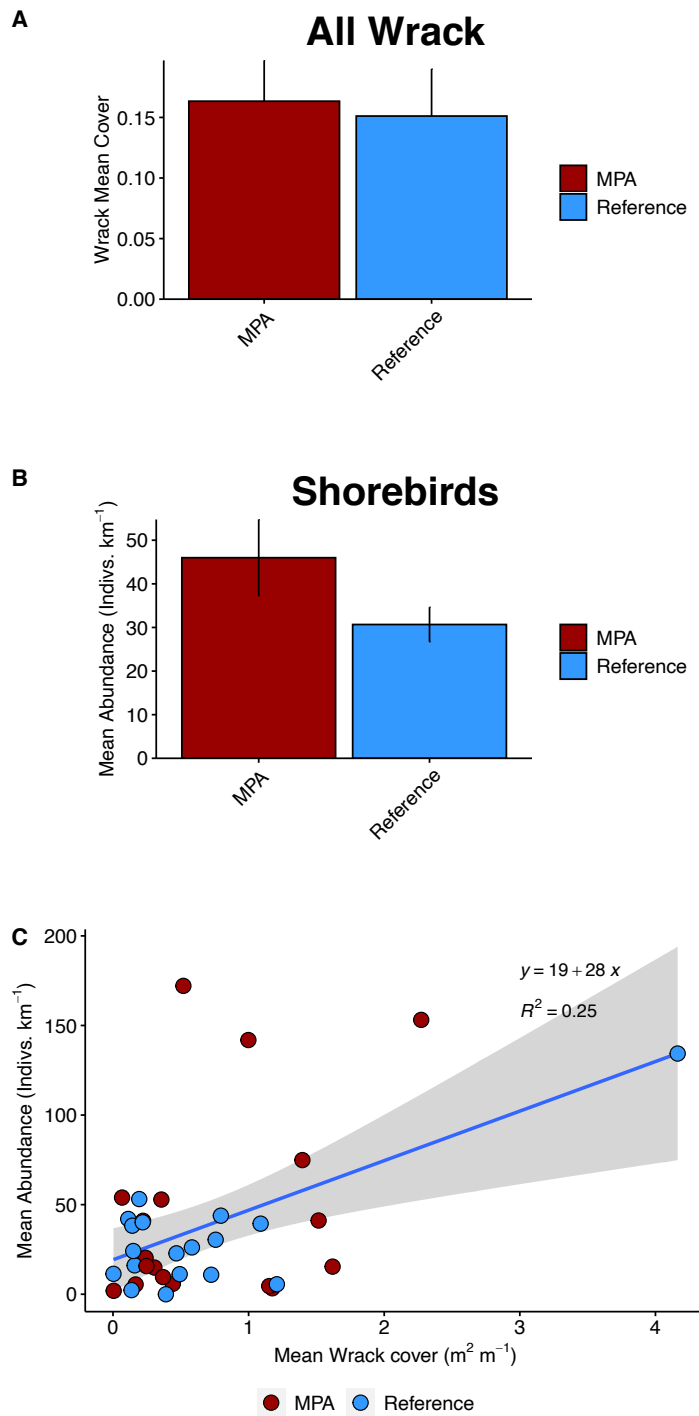 A
All Wrack
Wrack Mean Cover
0.15
0.10
0.05
0.00
MPA
Reference
MPA
Reference
B
Shorebirds
Mean Abundance (Indivs. km⁻¹)
50
40
30
20
10
0
MPA
Reference
MPA
Reference
C
Mean Abundance (Indivs. km⁻¹)
200
150
100
50
0
y = 19 + 28 x
R² = 0.25
0 1 2 3 4
Mean Wrack cover (m² m⁻¹)
MPA Reference